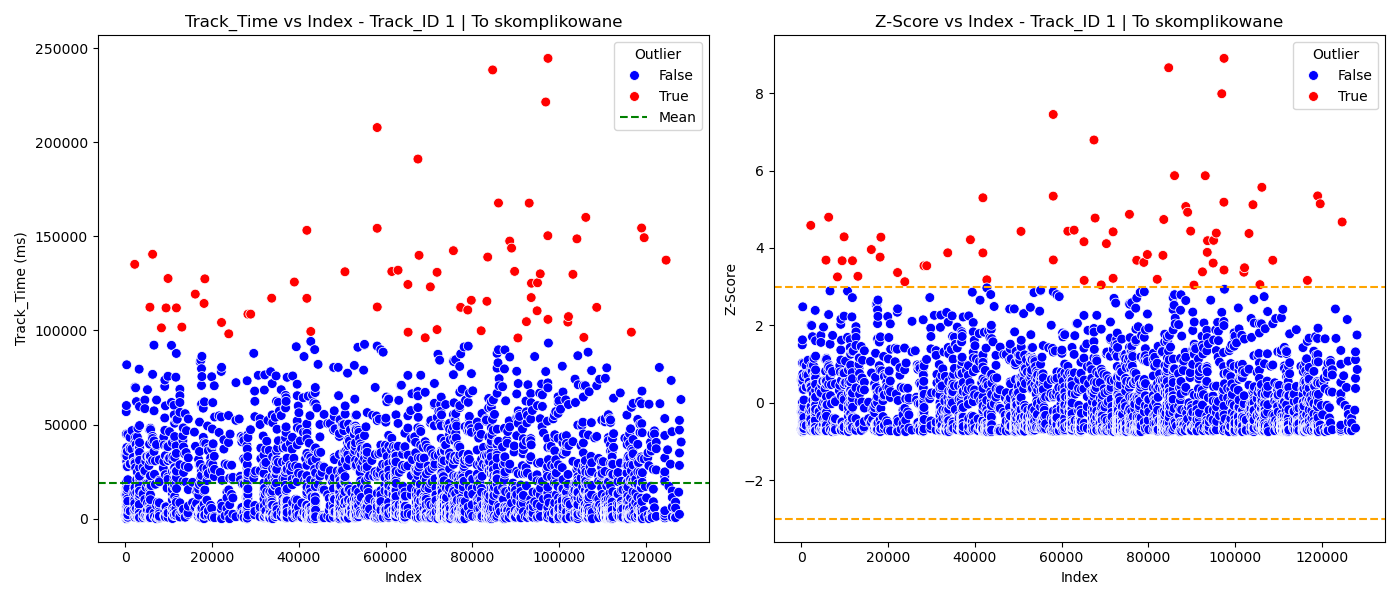 Track_Time vs Index - Track_ID 1 | To skomplikowane
Outlier
False
True
Mean
250000
200000
150000
100000
50000
0
Track_Time (ms)
0
20000
40000
60000
80000
100000
120000
Index
Z-Score vs Index - Track_ID 1 | To skomplikowane
Outlier
False
True
8
6
4
2
0
−2
Z-Score
0
20000
40000
60000
80000
100000
120000
Index